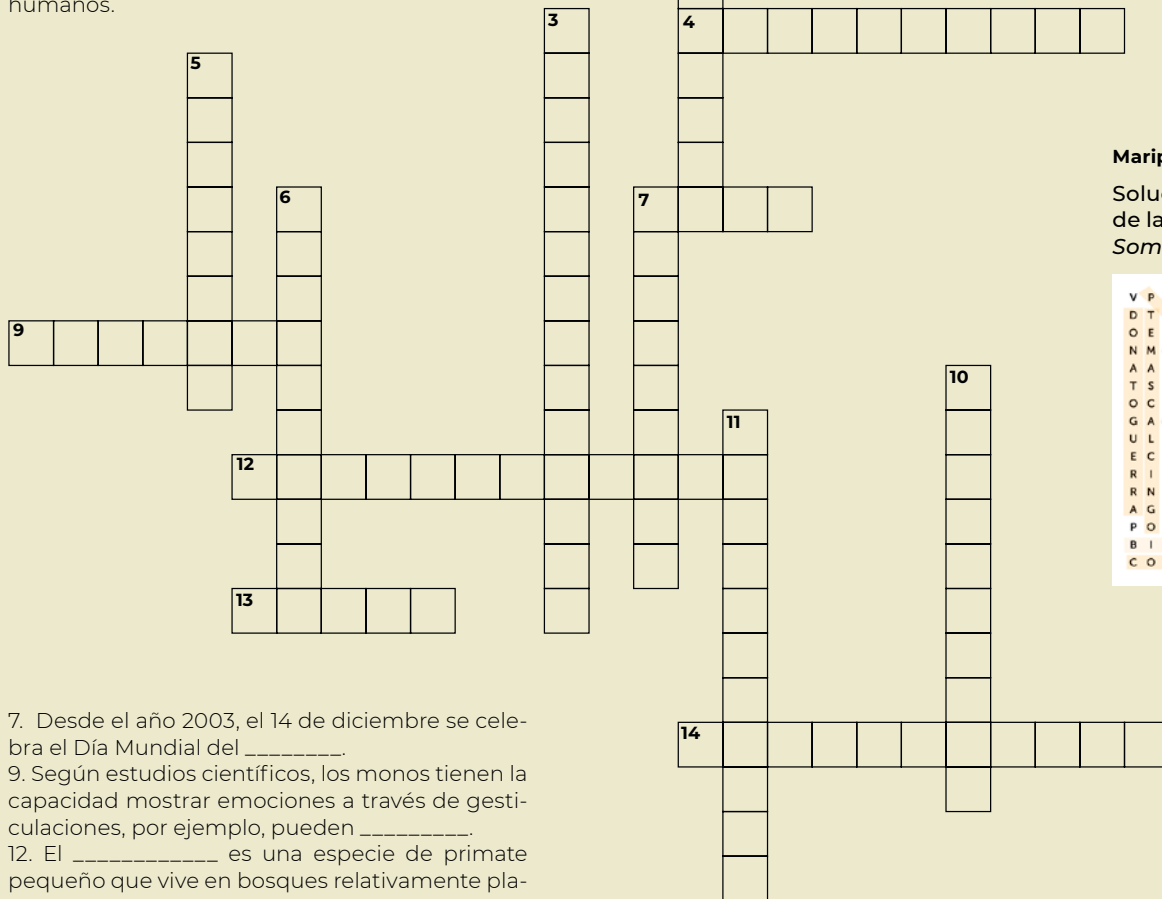 humanos.
3
4
5
Marip
Solu
de la
Som
6
7
V P
D T
O E
N M
A A
T S
O C
G A
U L
E C
R I
R N
A G
P O
B I
C O
9
10
11
12
13
14
7. Desde el año 2003, el 14 de diciembre se cele-
bra el Día Mundial del ________.
9. Según estudios científicos, los monos tienen la
capacidad mostrar emociones a través de gesti-
culaciones, por ejemplo, pueden _________.
12. El ____________ es una especie de primate
pequeño que vive en bosques relativamente pla-